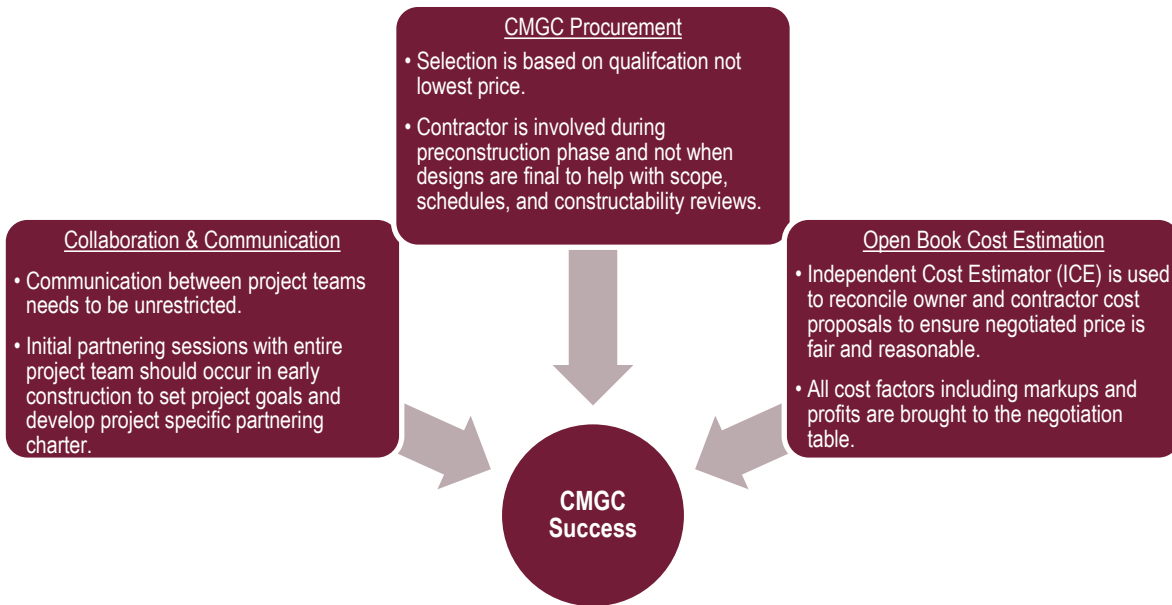 CMGC Procurement
• Selection is based on qualifcation not
lowest price.
• Contractor is involved during
preconstruction phase and not when
designs are final to help with scope,
schedules, and constructability reviews.
Collaboration & Communication
• Communication between project teams
needs to be unrestricted.
• Initial partnering sessions with entire
project team should occur in early
construction to set project goals and
develop project specific partnering
charter.
Open Book Cost Estimation
• Independent Cost Estimator (ICE) is used
to reconcile owner and contractor cost
proposals to ensure negotiated price is
fair and reasonable.
• All cost factors including markups and
profits are brought to the negotiation
table.
CMGC
Success